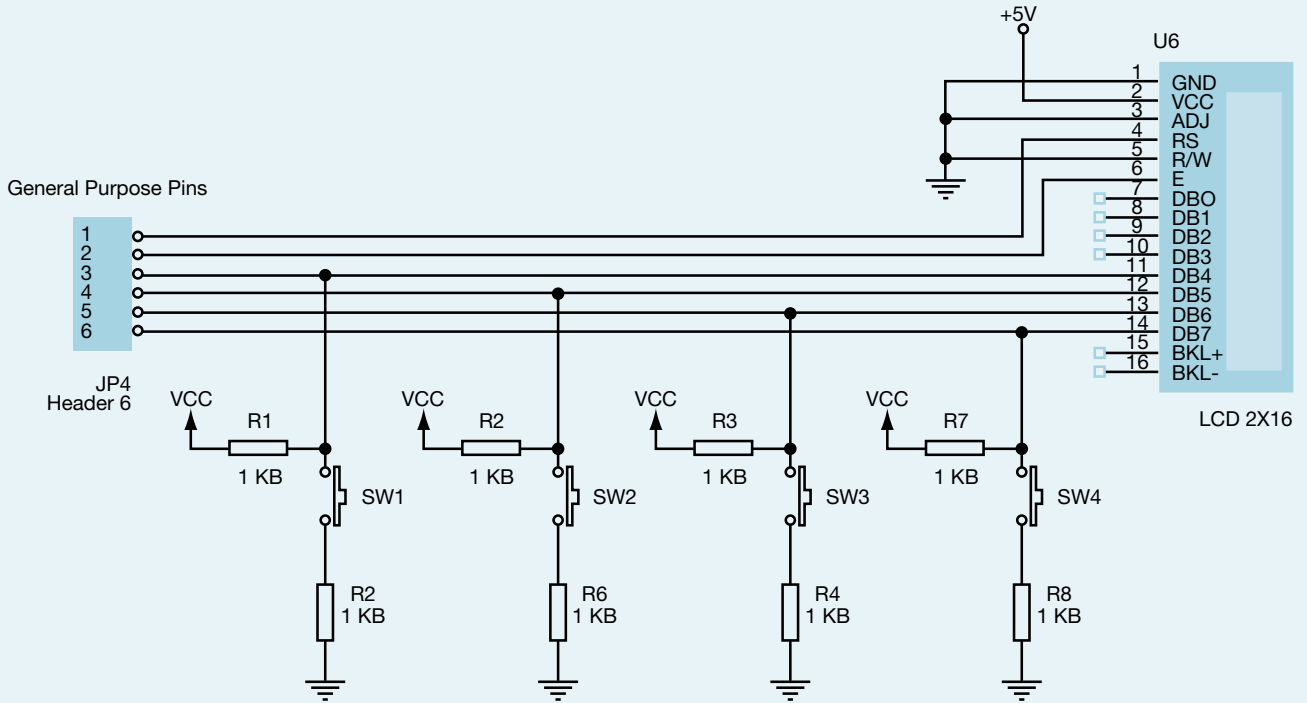 +5V
U6
1 GND
2 VCC
3 ADJ
4 RS
5 R/W
6 E
7 DBO
8 DB1
9 DB2
10 DB3
11 DB4
12 DB5
13 DB6
14 DB7
15 BKL+
16 BKL-
LCD 2X16
General Purpose Pins
1
2
3
4
5
6
JP4
Header 6
VCC
R1
1 KB
SW1
R2
1 KB
VCC
R2
1 KB
SW2
R6
1 KB
VCC
R3
1 KB
SW3
R4
1 KB
VCC
R7
1 KB
SW4
R8
1 KB